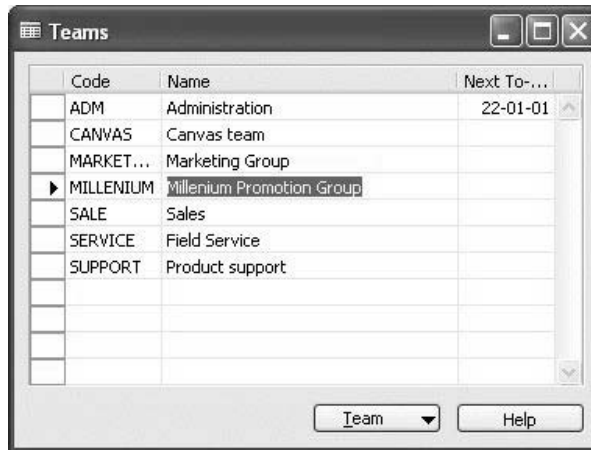 Teams
Code Name Next To-...
ADM Administration 22-01-01
CANVAS Canvas team
MARKET... Marketing Group
MILLENIUM Millenium Promotion Group
SALE Sales
SERVICE Field Service
SUPPORT Product support
Team Help